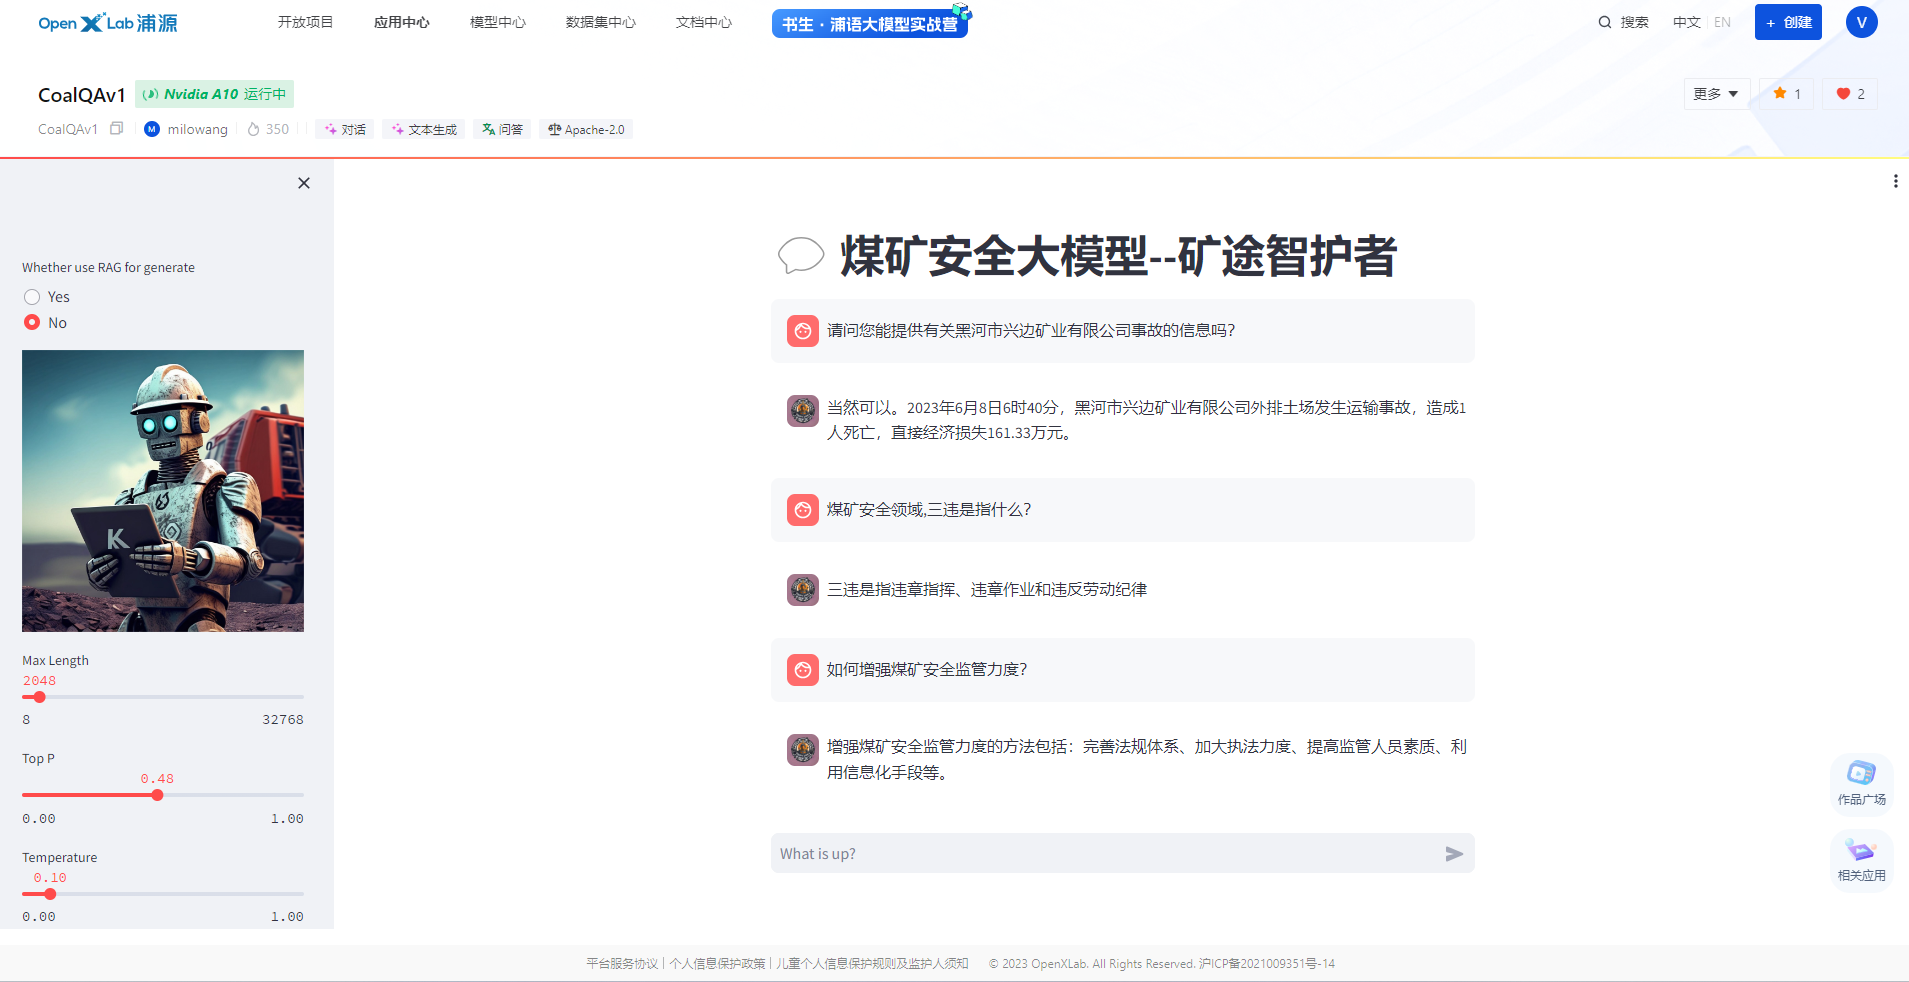 OpenXLab浦源
开放项目
应用中心
模型中心
数据集中心
文档中心
书生·浦语大模型实战营
搜索
中文 EN
+ 创建
V
CoalQAv1 Nvidia A10 运行中
更多
1
2
CoalQAv1
M milowang
350
对话
文本生成
问答
Apache-2.0
Whether use RAG for generate
Yes
No
K
Max Length
2048
8 32768
Top P
0.48
0.00 1.00
Temperature
0.10
0.00 1.00
煤矿安全大模型--矿途智护者
请问您能提供有关黑河市兴边矿业有限公司事故的信息吗?
当然可以。2023年6月8日6时40分，黑河市兴边矿业有限公司外排土场发生运输事故，造成1
人死亡，直接经济损失161.33万元。
煤矿安全领域,三违是指什么?
三违是指违章指挥、违章作业和违反劳动纪律
如何增强煤矿安全监管力度?
增强煤矿安全监管力度的方法包括：完善法规体系、加大执法力度、提高监管人员素质、利
用信息化手段等。
What is up?
作品广场
相关应用
平台服务协议 | 个人信息保护政策 | 儿童个人信息保护规则及监护人须知 © 2023 OpenXLab. All Rights Reserved. 沪ICP备2021009351号-14